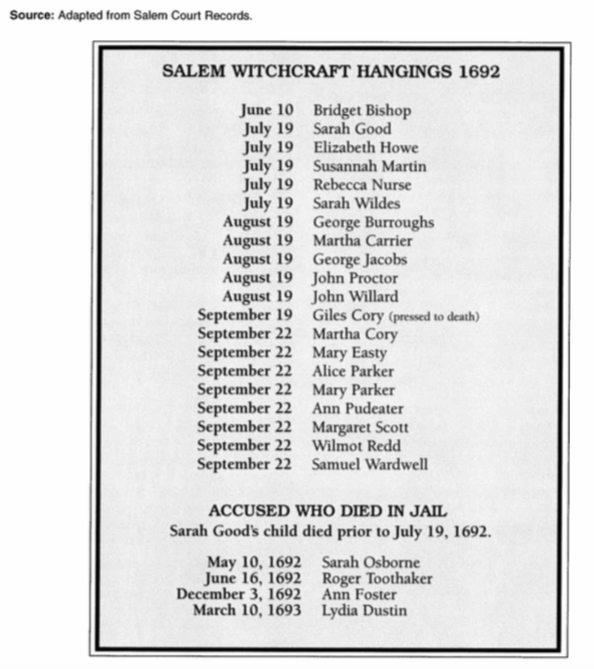 Source: Adapted from Salem Court Records.
SALEM WITCHCRAFT HANGINGS 1692
June 10 Bridget Bishop
July 19 Sarah Good
July 19 Elizabeth Howe
July 19 Susannah Martin
July 19 Rebecca Nurse
July 19 Sarah Wildes
August 19 George Burroughs
August 19 Martha Carrier
August 19 George Jacobs
August 19 John Proctor
August 19 John Willard
September 19 Giles Cory (pressed to death)
September 22 Martha Cory
September 22 Mary Easty
September 22 Alice Parker
September 22 Mary Parker
September 22 Ann Pudeater
September 22 Margaret Scott
September 22 Wilmot Redd
September 22 Samuel Wardwell
ACCUSED WHO DIED IN JAIL
Sarah Good's child died prior to July 19, 1692.
May 10, 1692 Sarah Osborne
June 16, 1692 Roger Toothaker
December 3, 1692 Ann Foster
March 10, 1693 Lydia Dustin